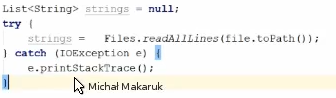 List<String> strings = null;
try {
    strings =   Files.readAllLines(file.toPath());
} catch (IOException e) {
    e.printStackTrace();
}
Michał Makaruk